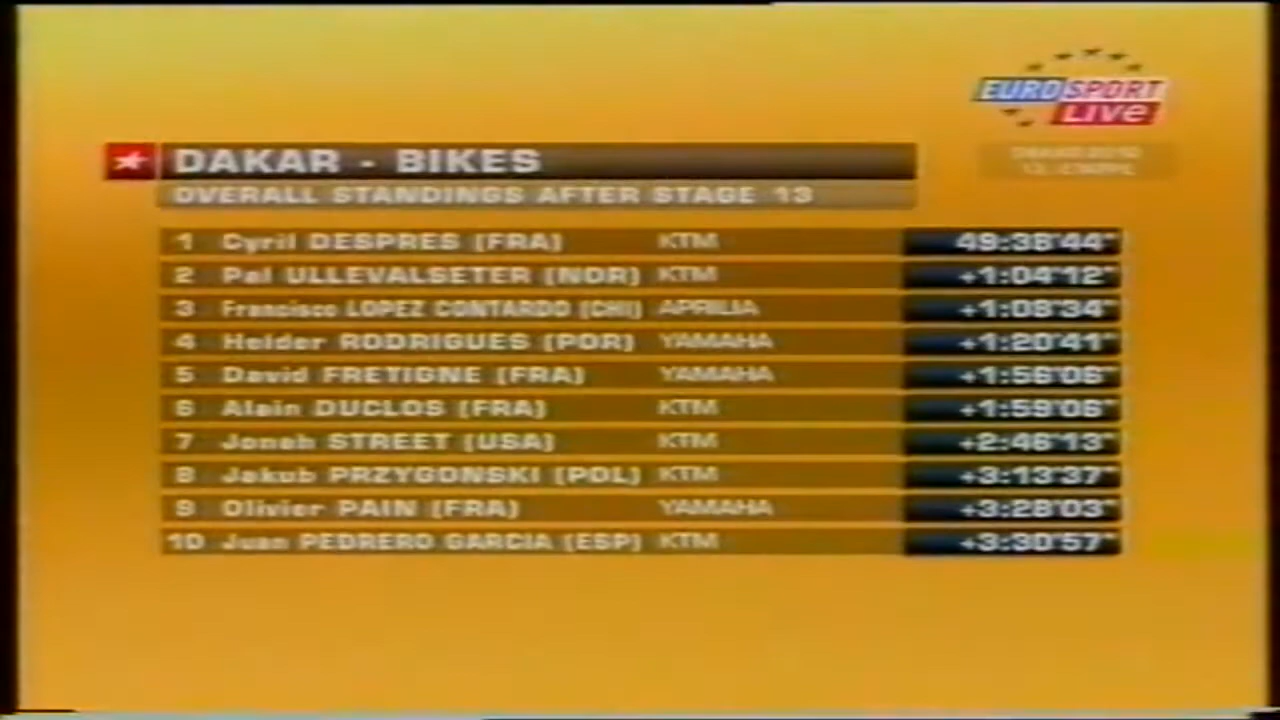 EUROSPORT
LIVE
DAKAR - BIKES
OVERALL STANDINGS AFTER STAGE 13
1 Cyril DESPRES (FRA) KTM 49:38'44"
2 Pal ULLEVALSETER (NOR) KTM +1:04'12"
3 Francisco LOPEZ CONTARDO (CHI) APRILIA +1:08'34"
4 Helder RODRIGUES (POR) YAMAHA +1:20'41"
5 David FRETIGNE (FRA) YAMAHA +1:56'06"
6 Alain DUCLOS (FRA) KTM +1:59'06"
7 Jonah STREET (USA) KTM +2:46'13"
8 Jakub PRZYGONSKI (POL) KTM +3:13'37"
9 Olivier PAIN (FRA) YAMAHA +3:28'03"
10 Juan PEDRERO GARCIA (ESP) KTM +3:30'57"